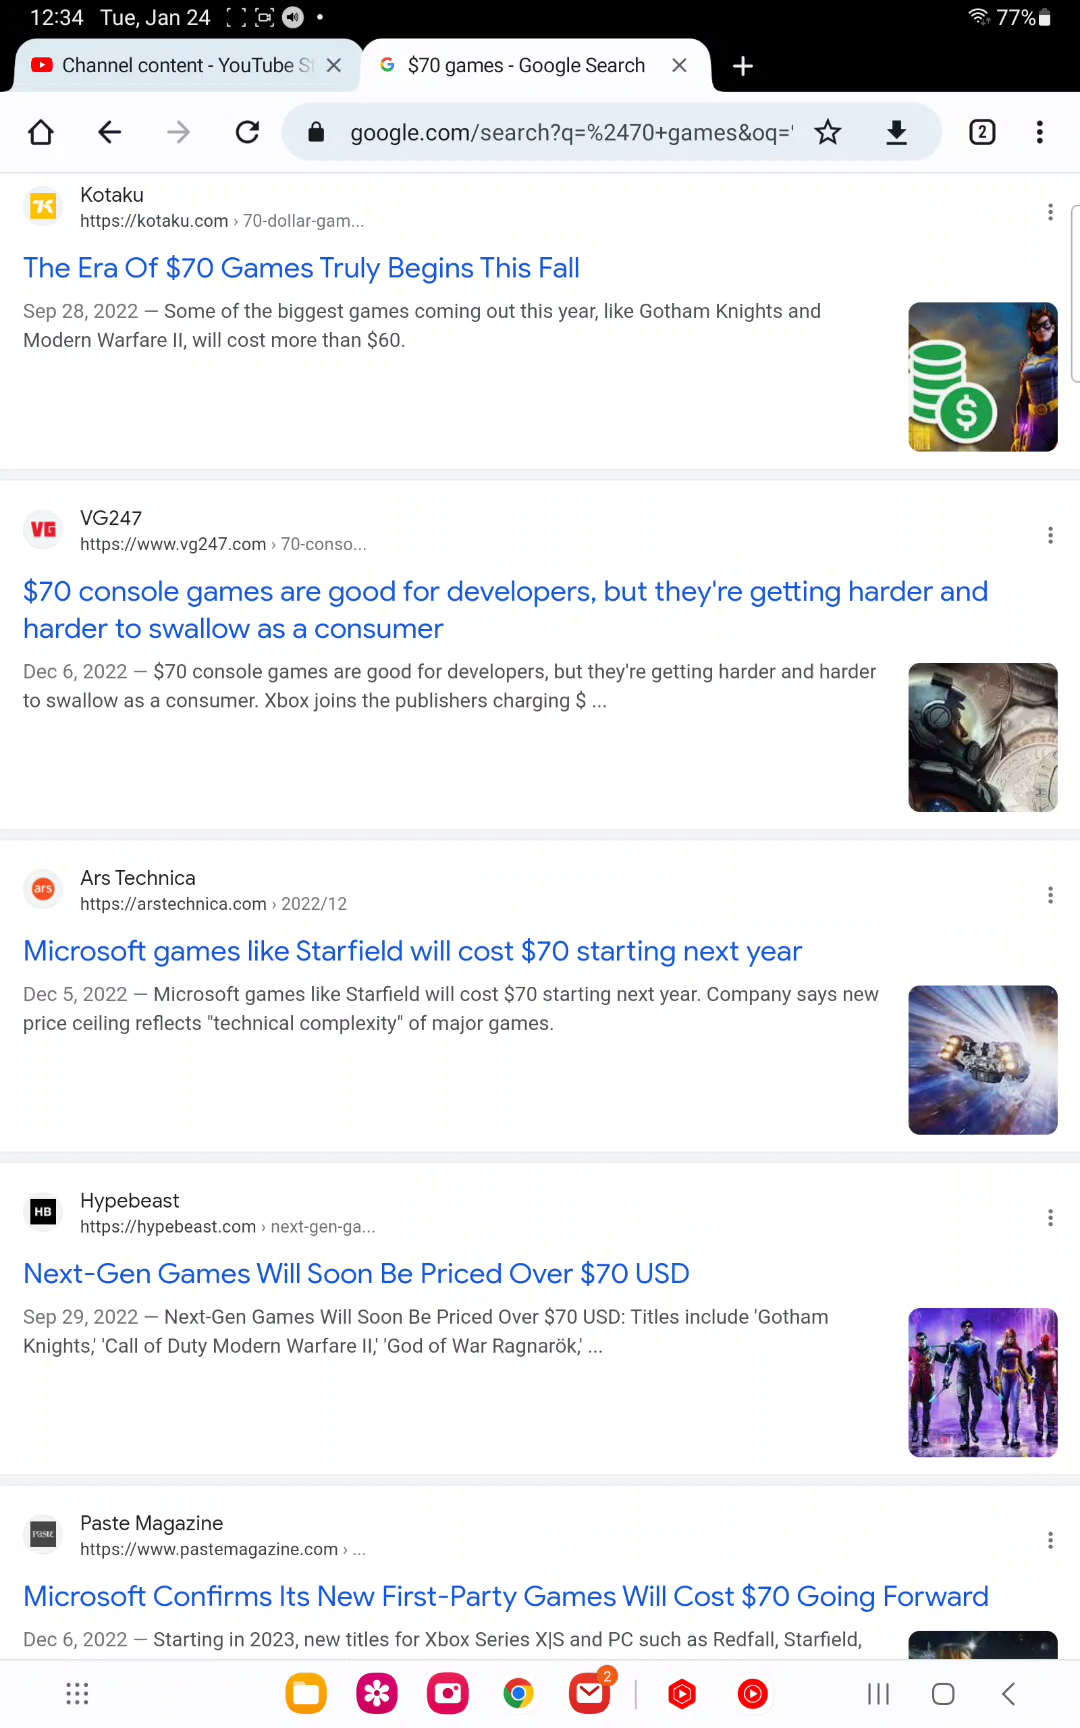 12:34 Tue, Jan 24 77%
Channel content - YouTube S
$70 games - Google Search
google.com/search?q=%2470+games&oq='
2
Kotaku
https://kotaku.com › 70-dollar-gam...
The Era Of $70 Games Truly Begins This Fall
Sep 28, 2022 — Some of the biggest games coming out this year, like Gotham Knights and
Modern Warfare II, will cost more than $60.
VG
VG247
https://www.vg247.com › 70-conso...
$70 console games are good for developers, but they're getting harder and
harder to swallow as a consumer
Dec 6, 2022 — $70 console games are good for developers, but they're getting harder and harder
to swallow as a consumer. Xbox joins the publishers charging $ ...
ars
Ars Technica
https://arstechnica.com › 2022/12
Microsoft games like Starfield will cost $70 starting next year
Dec 5, 2022 — Microsoft games like Starfield will cost $70 starting next year. Company says new
price ceiling reflects "technical complexity" of major games.
HB
Hypebeast
https://hypebeast.com › next-gen-ga...
Next-Gen Games Will Soon Be Priced Over $70 USD
Sep 29, 2022 — Next-Gen Games Will Soon Be Priced Over $70 USD: Titles include 'Gotham
Knights,' 'Call of Duty Modern Warfare II,' 'God of War Ragnarök,' ...
Paste
Paste Magazine
https://www.pastemagazine.com › ...
Microsoft Confirms Its New First-Party Games Will Cost $70 Going Forward
Dec 6, 2022 — Starting in 2023, new titles for Xbox Series X|S and PC such as Redfall, Starfield,
2